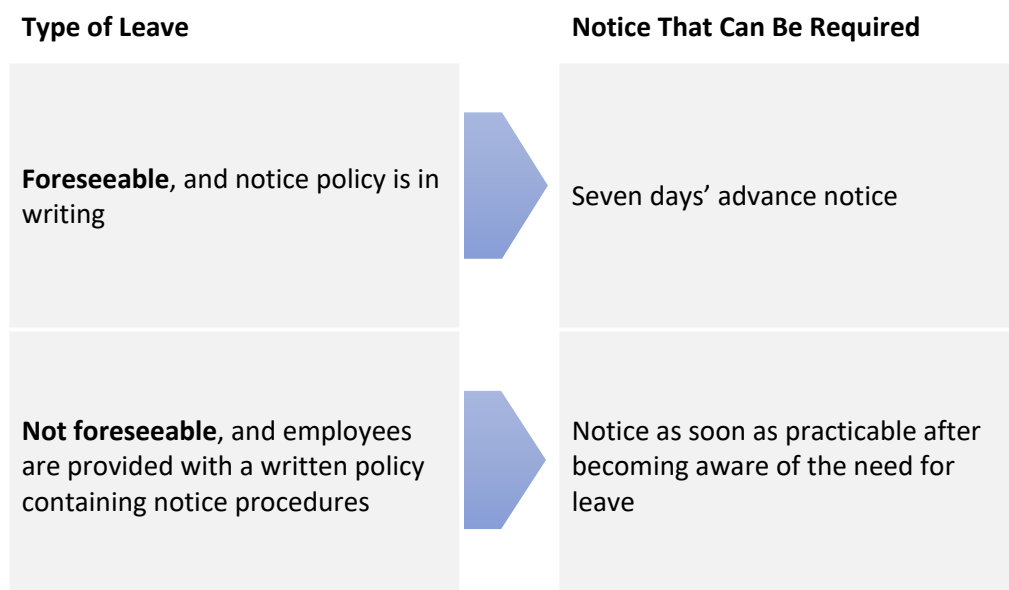 Type of Leave
Notice That Can Be Required
Foreseeable, and notice policy is in
writing
Seven days’ advance notice
Not foreseeable, and employees
are provided with a written policy
containing notice procedures
Notice as soon as practicable after
becoming aware of the need for
leave